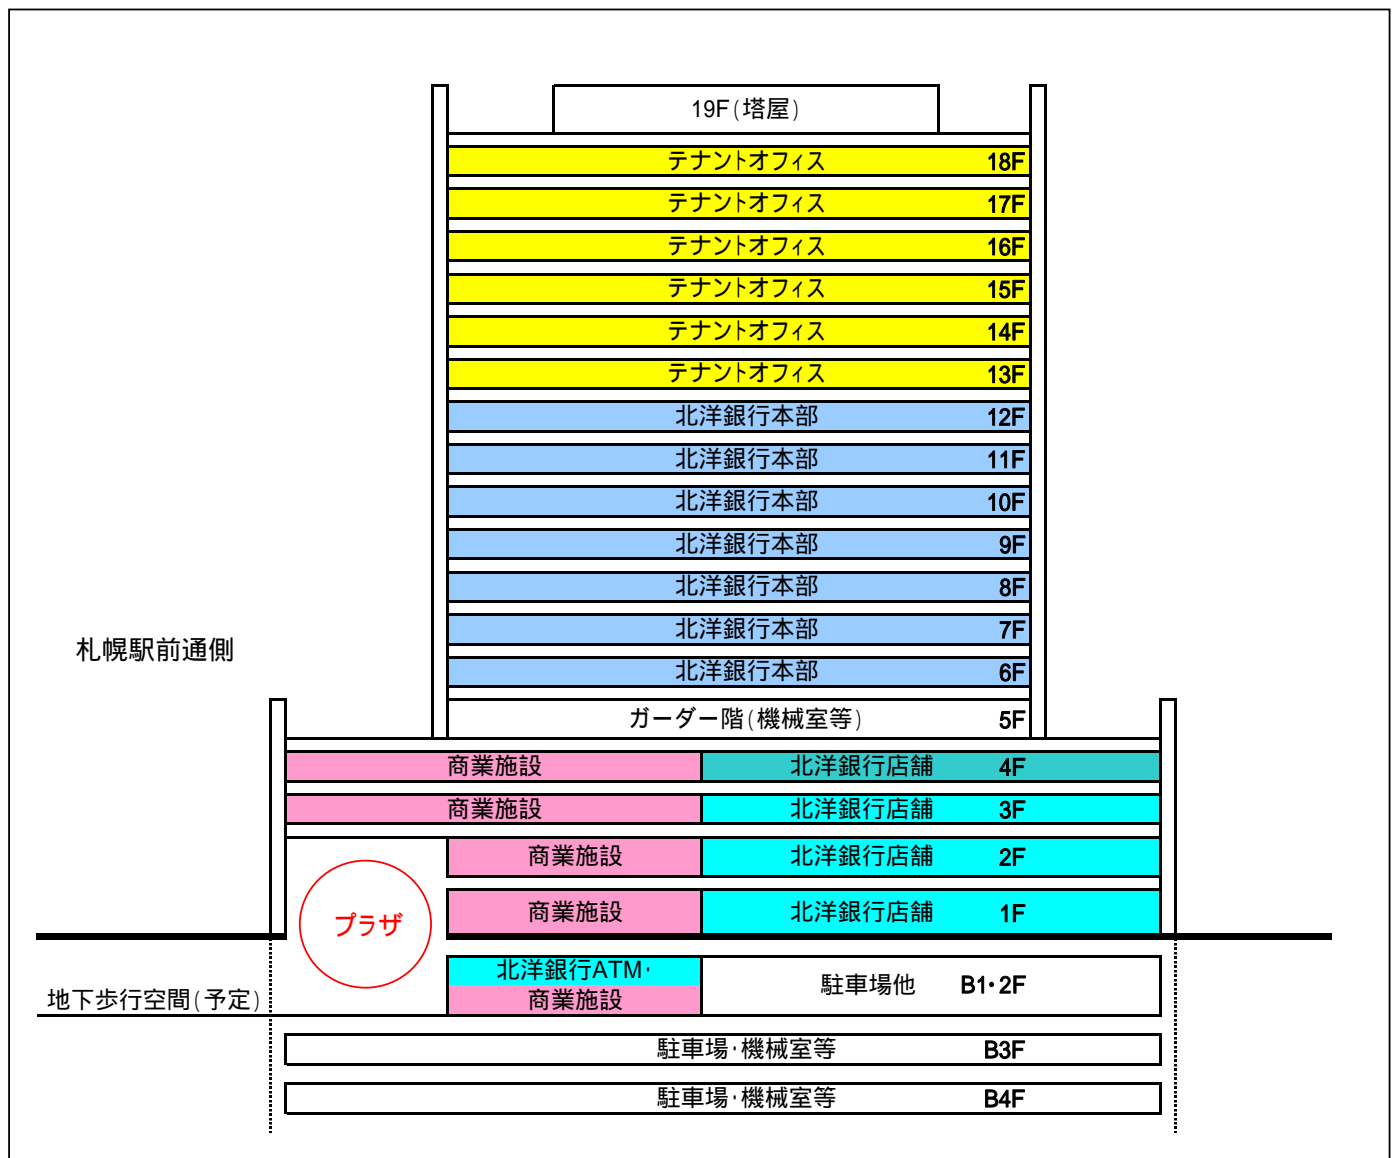 19F(塔屋)
テナントオフィス 18F
テナントオフィス 17F
テナントオフィス 16F
テナントオフィス 15F
テナントオフィス 14F
テナントオフィス 13F
北洋銀行本部 12F
北洋銀行本部 11F
北洋銀行本部 10F
北洋銀行本部 9F
北洋銀行本部 8F
北洋銀行本部 7F
札幌駅前通側
北洋銀行本部 6F
ガーダー階(機械室等) 5F
商業施設 北洋銀行店舗 4F
商業施設 北洋銀行店舗 3F
商業施設 北洋銀行店舗 2F
プラザ
商業施設 北洋銀行店舗 1F
北洋銀行ATM・
商業施設
駐車場他 B1・2F
地下歩行空間(予定)
駐車場・機械室等 B3F
駐車場・機械室等 B4F